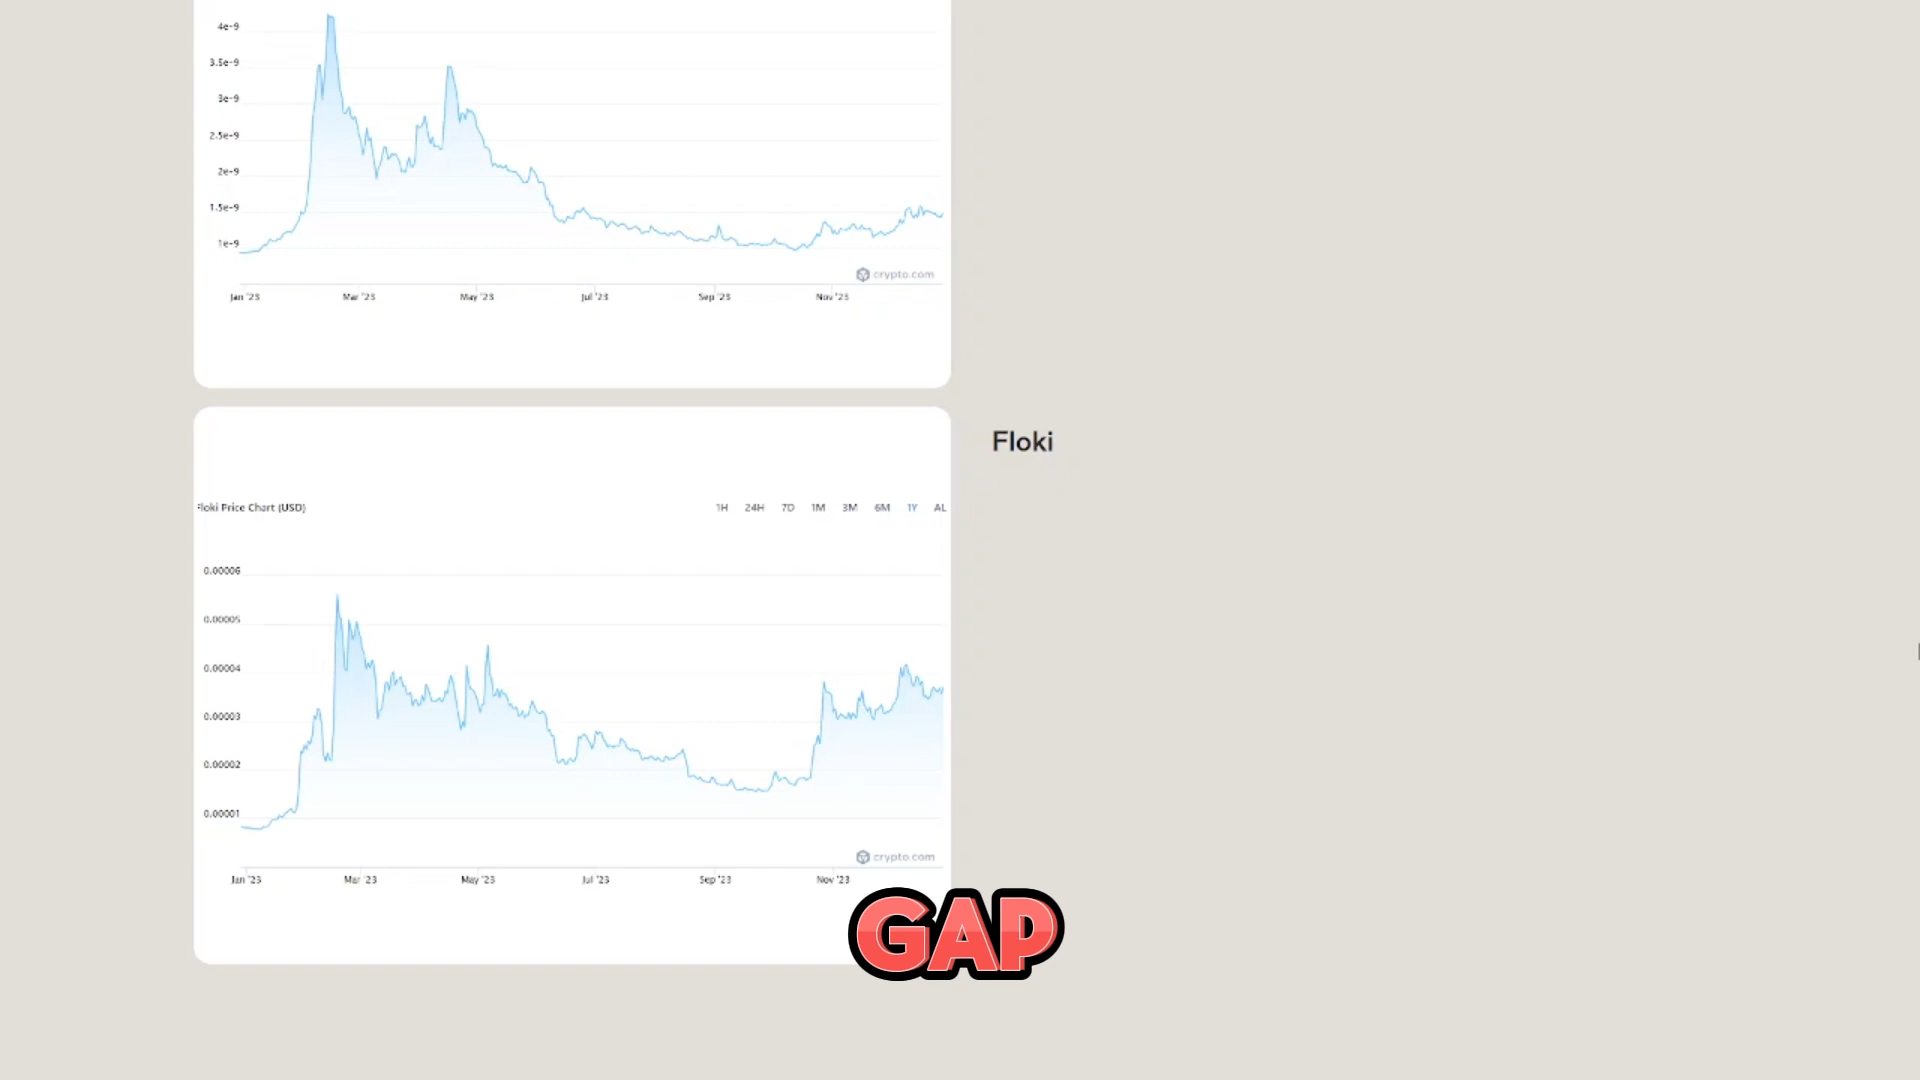 4e-9
3.5e-9
3e-9
2.5e-9
2e-9
1.5e-9
1e-9
crypto.com
Jan '23 Mar '23 May '23 Jul '23 Sep '23 Nov '23
Floki
Floki Price Chart (USD) 1H 24H 7D 1M 3M 6M 1Y AL
0.00006
0.00005
0.00004
0.00003
0.00002
0.00001
crypto.com
Jan '23 Mar '23 May '23 Jul '23 Sep '23 Nov '23
GAP